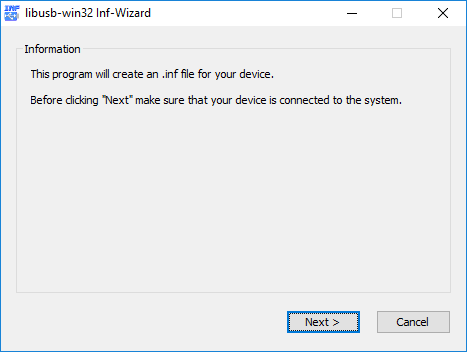 libusb-win32 Inf-Wizard
Information
This program will create an .inf file for your device.
Before clicking "Next" make sure that your device is connected to the system.
Next >
Cancel